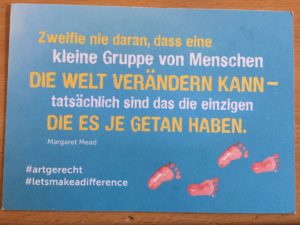 Zweifle nie daran, dass eine
kleine Gruppe von Menschen
DIE WELT VERÄNDERN KANN –
tatsächlich sind das die einzigen
DIE ES JE GETAN HABEN.
Margaret Mead
#artgerecht
#letsmakeadifference